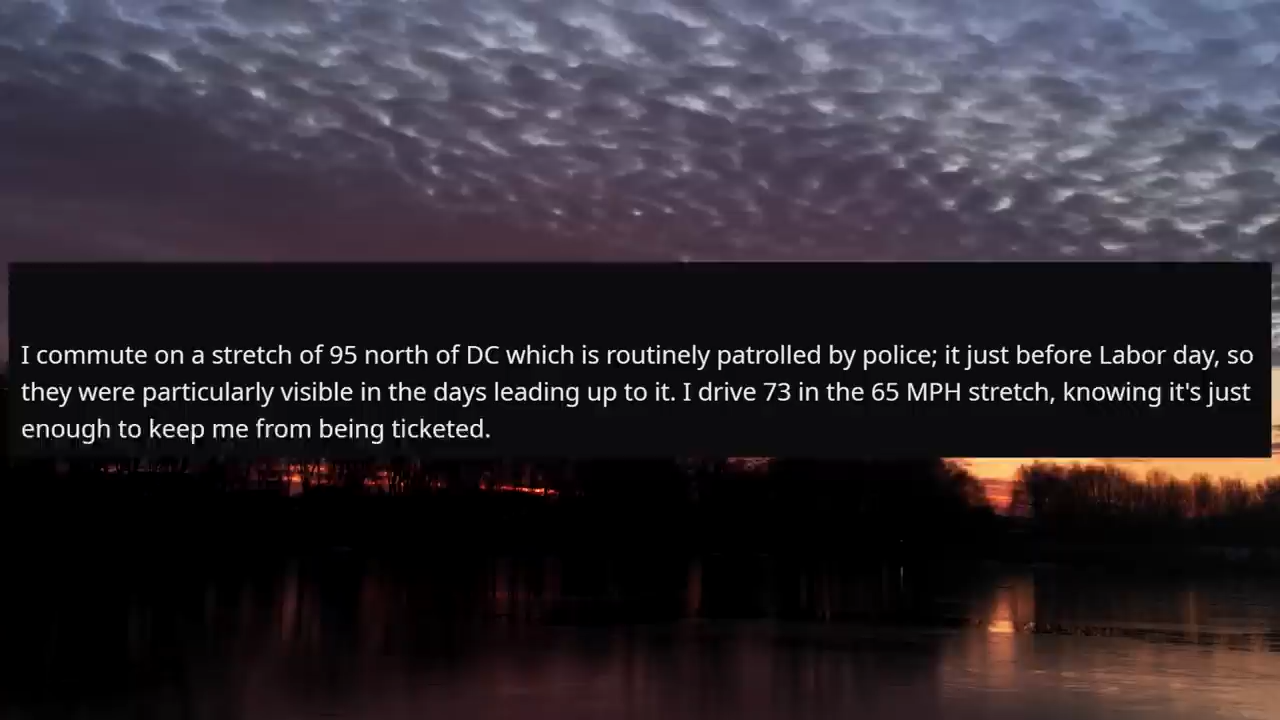 I commute on a stretch of 95 north of DC which is routinely patrolled by police; it just before Labor day, so
they were particularly visible in the days leading up to it. I drive 73 in the 65 MPH stretch, knowing it's just
enough to keep me from being ticketed.